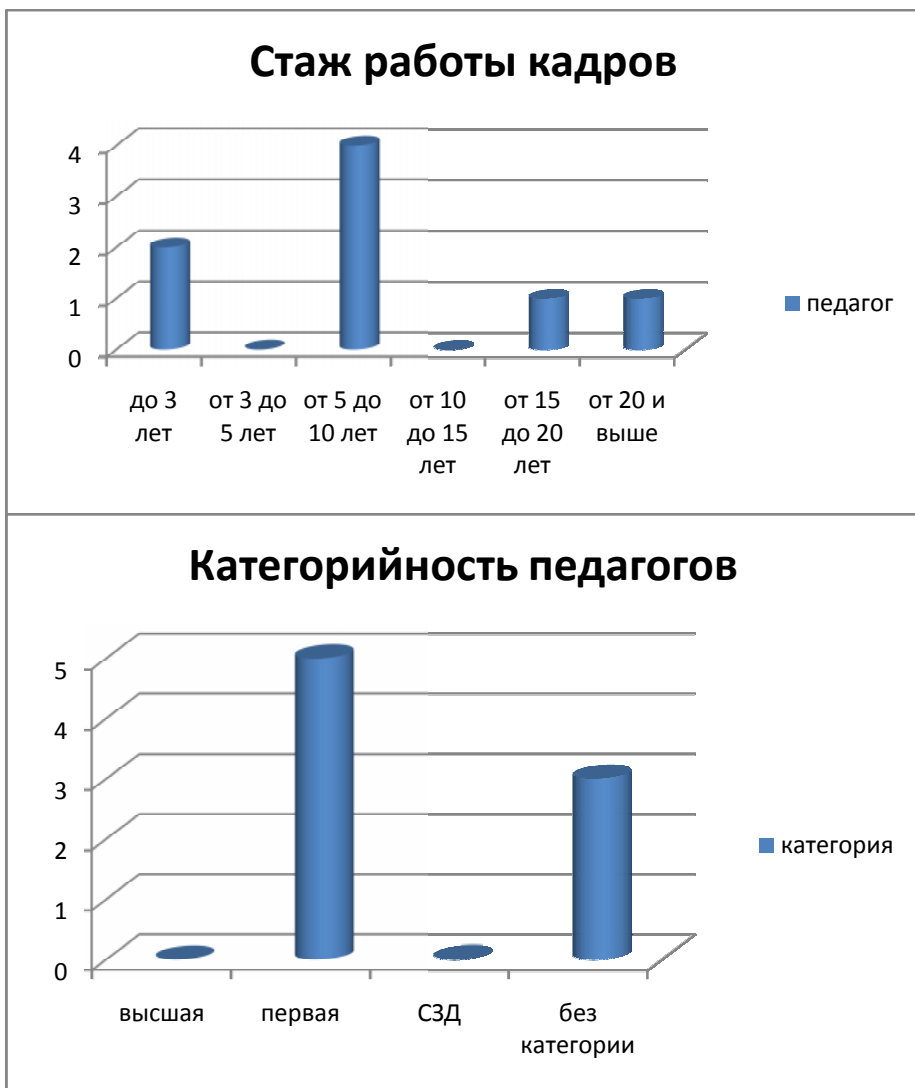 Стаж работы кадров
4
3
2
1
0
до 3
лет
от 3 до
5 лет
от 5 до
10 лет
от 10
до 15
лет
от 15
до 20
лет
от 20 и
выше
педагог
Категорийность педагогов
5
4
3
2
1
0
высшая
первая
СЗД
без
категории
категория